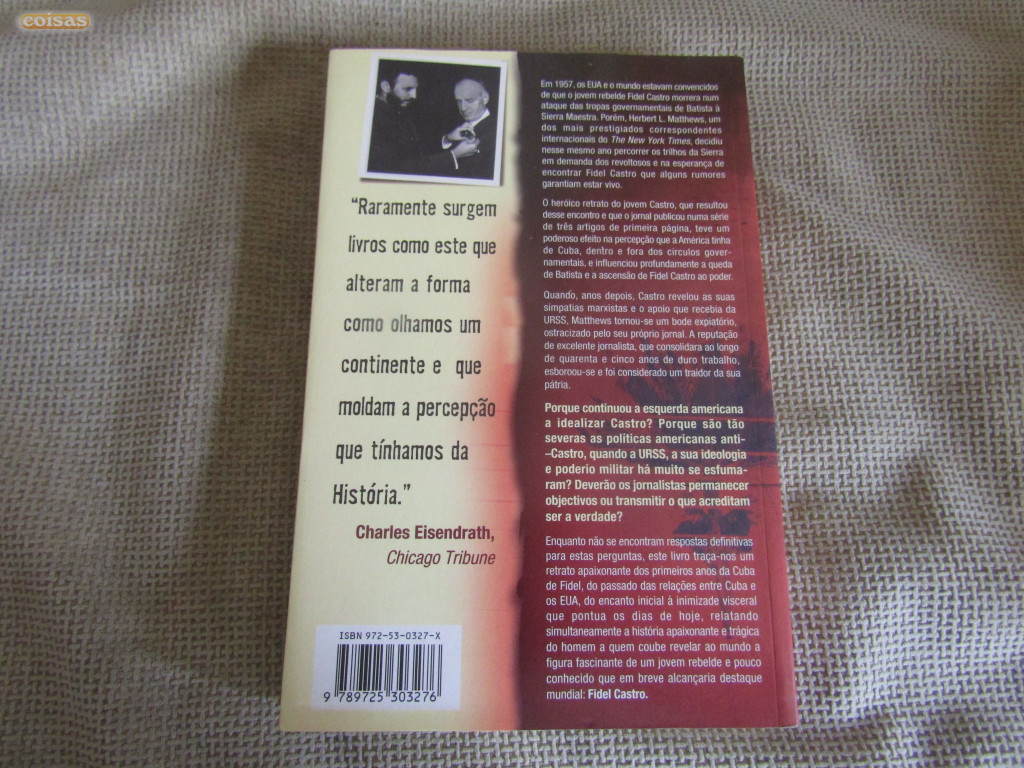 coisas
"Raramente surgem
livros como este que
alteram a forma
como olhamos um
continente e que
moldam a percepção
que tínhamos da
História."
Charles Eisendrath,
Chicago Tribune
ISBN 972-53-0327-X
9 789725 303276
Em 1957, os EUA e o mundo estavam convencidos
de que o jovem rebelde Fidel Castro morrera num
ataque das tropas governamentais de Batista à
Sierra Maestra. Porém, Herbert L. Matthews, um
dos mais prestigiados correspondentes
internacionais do The New York Times, decidiu
nesse mesmo ano percorrer os trilhos da Sierra
em demanda dos revoltosos e na esperança de
encontrar Fidel Castro que alguns rumores
garantiam estar vivo.
O heróico retrato do jovem Castro, que resultou
desse encontro e que o jornal publicou numa série
de três artigos de primeira página, teve um
poderoso efeito na percepção que a América tinha
de Cuba, dentro e fora dos círculos gover-
namentais, e influenciou profundamente a queda
de Batista e a ascensão de Fidel Castro ao poder.
Quando, anos depois, Castro revelou as suas
simpatias marxistas e o apoio que recebia da
URSS, Matthews tornou-se um bode expiatório,
ostracizado pelo seu próprio jornal. A reputação
de excelente jornalista, que consolidara ao longo
de quarenta e cinco anos de duro trabalho,
esboroou-se e foi considerado um traidor da sua
pátria.
Porque continuou a esquerda americana
a idealizar Castro? Porque são tão
severas as políticas americanas anti-
-Castro, quando a URSS, a sua ideologia
e poderio militar há muito se esfuma-
ram? Deverão os jornalistas permanecer
objectivos ou transmitir o que acreditam
ser a verdade?
Enquanto não se encontram respostas definitivas
para estas perguntas, este livro traça-nos um
retrato apaixonante dos primeiros anos da Cuba
de Fidel, do passado das relações entre Cuba e
os EUA, do encanto inicial à inimizade visceral
que pontua os dias de hoje, relatando
simultaneamente a história apaixonante e trágica
do homem a quem coube revelar ao mundo a
figura fascinante de um jovem rebelde e pouco
conhecido que em breve alcançaria destaque
mundial: Fidel Castro.